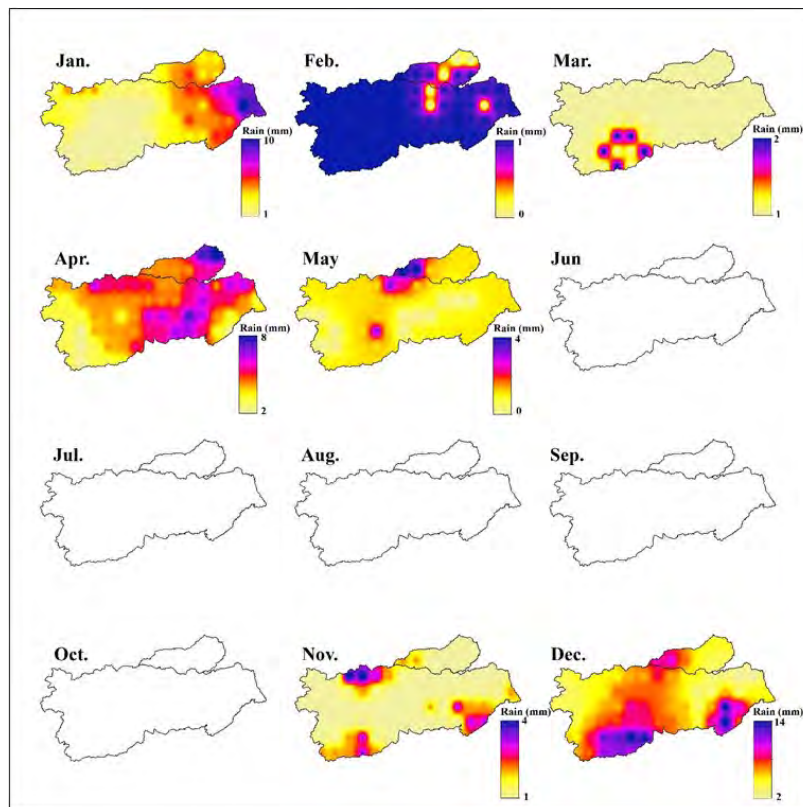 Jan.
Rain (mm)
10
1
Feb.
Rain (mm)
1
0
Mar.
Rain (mm)
2
1
Apr.
Rain (mm)
8
2
May
Rain (mm)
4
0
Jun
Jul.
Aug.
Sep.
Oct.
Nov.
Rain (mm)
4
1
Dec.
Rain (mm)
14
2